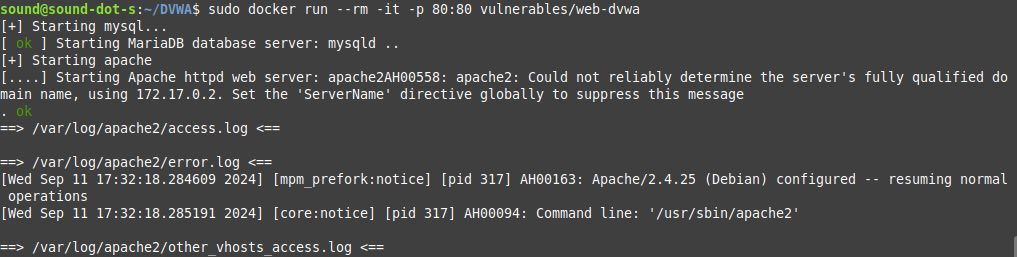 sound@sound-dot-s:~/DVWA$ sudo docker run --rm -it -p 80:80 vulnerables/web-dvwa
[+] Starting mysql...
[ ok ] Starting MariaDB database server: mysqld ..
[+] Starting apache
[....] Starting Apache httpd web server: apache2AH00558: apache2: Could not reliably determine the server's fully qualified do
main name, using 172.17.0.2. Set the 'ServerName' directive globally to suppress this message
. ok
==> /var/log/apache2/access.log <==
==> /var/log/apache2/error.log <==
[Wed Sep 11 17:32:18.284609 2024] [mpm_prefork:notice] [pid 317] AH00163: Apache/2.4.25 (Debian) configured -- resuming normal
operations
[Wed Sep 11 17:32:18.285191 2024] [core:notice] [pid 317] AH00094: Command line: '/usr/sbin/apache2'
==> /var/log/apache2/other_vhosts_access.log <==